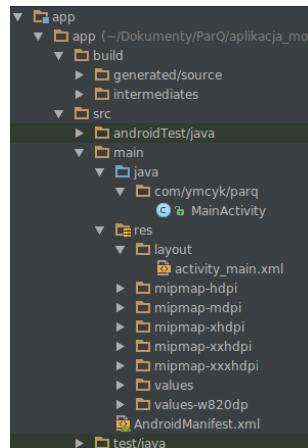 app
app (~/Dokumenty/ParQ/aplikacja_mo
build
generated/source
intermediates
src
androidTest/java
main
java
com/ymcyk/parq
MainActivity
res
layout
activity_main.xml
mipmap-hdpi
mipmap-mdpi
mipmap-xhdpi
mipmap-xxhdpi
mipmap-xxxhdpi
values
values-w820dp
AndroidManifest.xml
test/java